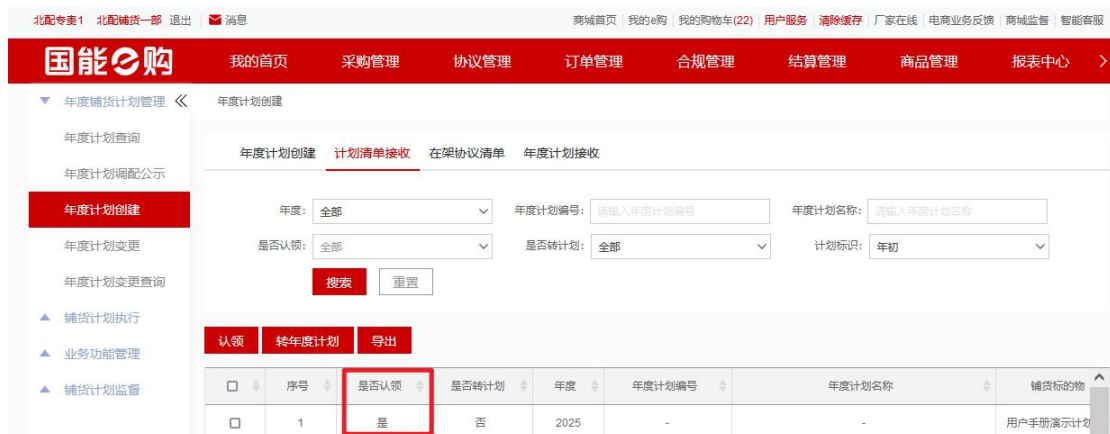 北配专麦1 北配铺货一部 退出 消息 商城首页 我的e购 我的购物车(22) 用户服务 清除缓存 厂家在线 电商业务反馈 商城监督 智能客服
国能e购 我的首页 采购管理 协议管理 订单管理 合规管理 结算管理 商品管理 报表中心
年度铺货计划管理 年度计划创建
年度计划查询
年度计划创建 计划清单接收 在架协议清单 年度计划接收
年度计划调配公示
年度计划创建 年度: 全部 年度计划编号: 请输入年度计划编号 年度计划名称: 请输入年度计划名称
年度计划变更 是否认领: 全部 是否转计划: 全部 计划标识: 年初
年度计划变更查询 搜索 重置
铺货计划执行
认领 转年度计划 导出
业务功能管理
铺货计划监督 序号 是否认领 是否转计划 年度 年度计划编号 年度计划名称 铺货标的物
1 是 否 2025 - - 用户手册演示计划